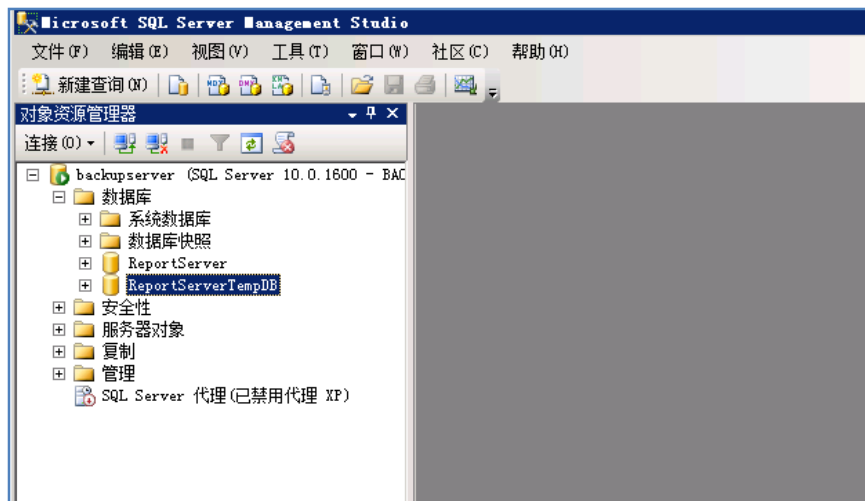 Microsoft SQL Server Management Studio
文件(F) 编辑(E) 视图(V) 工具(T) 窗口(W) 社区(C) 帮助(H)
新建查询(N)
对象资源管理器
连接(O)
backupserver (SQL Server 10.0.1600 - BAC
数据库
系统数据库
数据库快照
ReportServer
ReportServerTempDB
安全性
服务器对象
复制
管理
SQL Server 代理(已禁用代理 XP)